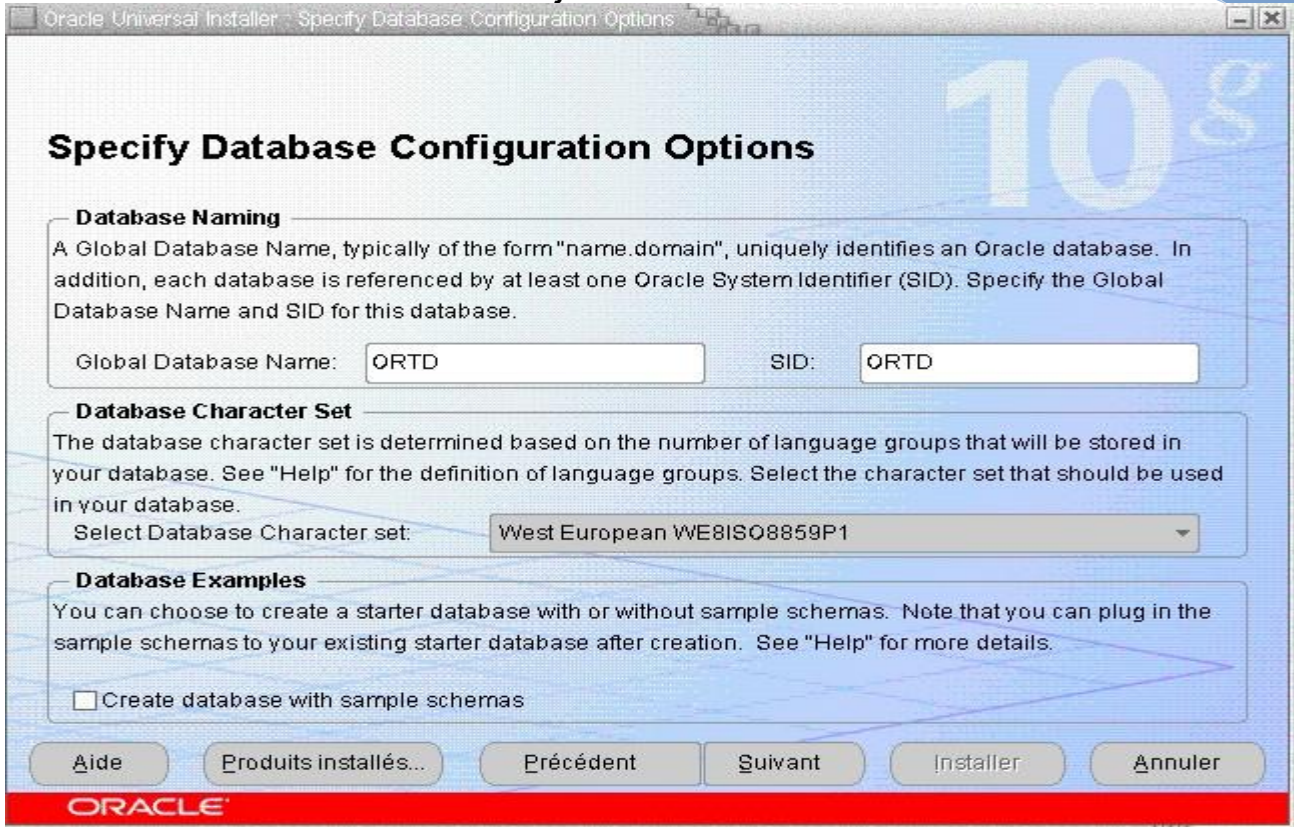 Oracle Universal Installer : Specify Database Configuration Options
10g
Specify Database Configuration Options
Database Naming
A Global Database Name, typically of the form "name.domain", uniquely identifies an Oracle database. In
addition, each database is referenced by at least one Oracle System Identifier (SID). Specify the Global
Database Name and SID for this database.
Global Database Name: ORTD SID: ORTD
Database Character Set
The database character set is determined based on the number of language groups that will be stored in
your database. See "Help" for the definition of language groups. Select the character set that should be used
in your database.
Select Database Character set: West European WE8ISO8859P1
Database Examples
You can choose to create a starter database with or without sample schemas. Note that you can plug in the
sample schemas to your existing starter database after creation. See "Help" for more details.
Create database with sample schemas
Aide Produits installés... Précédent Suivant Installer Annuler
ORACLE